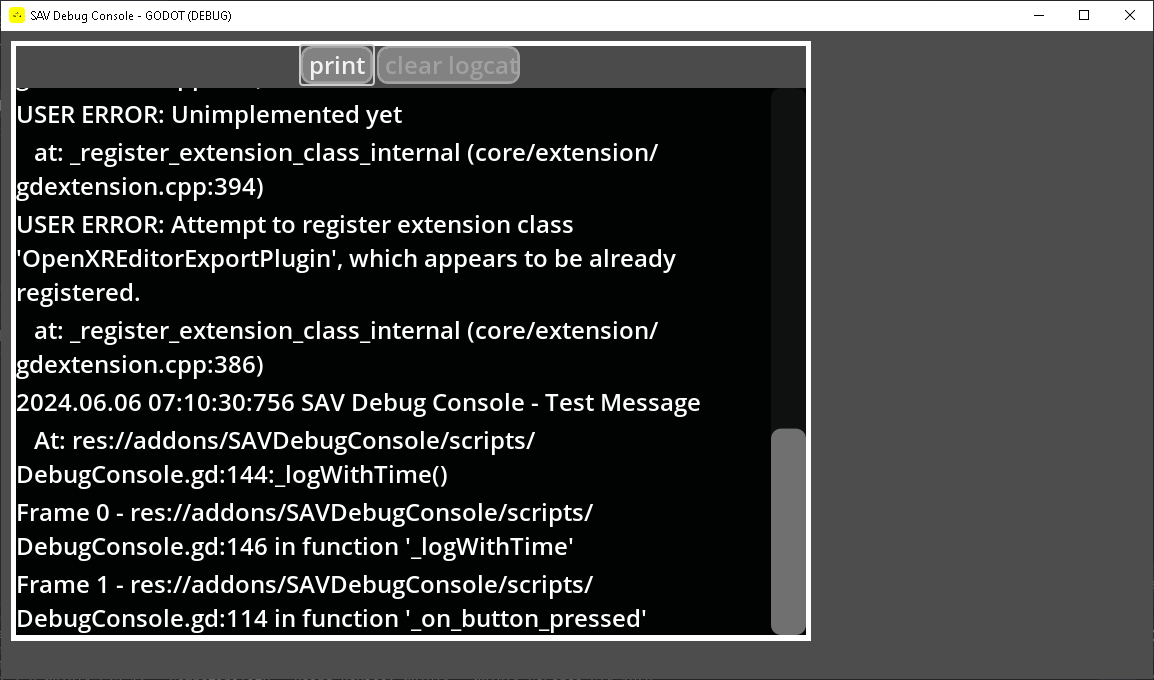 SAV Debug Console - GODOT (DEBUG)
print
clear logcat
USER ERROR: Unimplemented yet
at: _register_extension_class_internal (core/extension/
gdextension.cpp:394)
USER ERROR: Attempt to register extension class
'OpenXREditorExportPlugin', which appears to be already
registered.
at: _register_extension_class_internal (core/extension/
gdextension.cpp:386)
2024.06.06 07:10:30:756 SAV Debug Console - Test Message
At: res://addons/SAVDebugConsole/scripts/
DebugConsole.gd:144:_logWithTime()
Frame 0 - res://addons/SAVDebugConsole/scripts/
DebugConsole.gd:146 in function '_logWithTime'
Frame 1 - res://addons/SAVDebugConsole/scripts/
DebugConsole.gd:114 in function '_on_button_pressed'